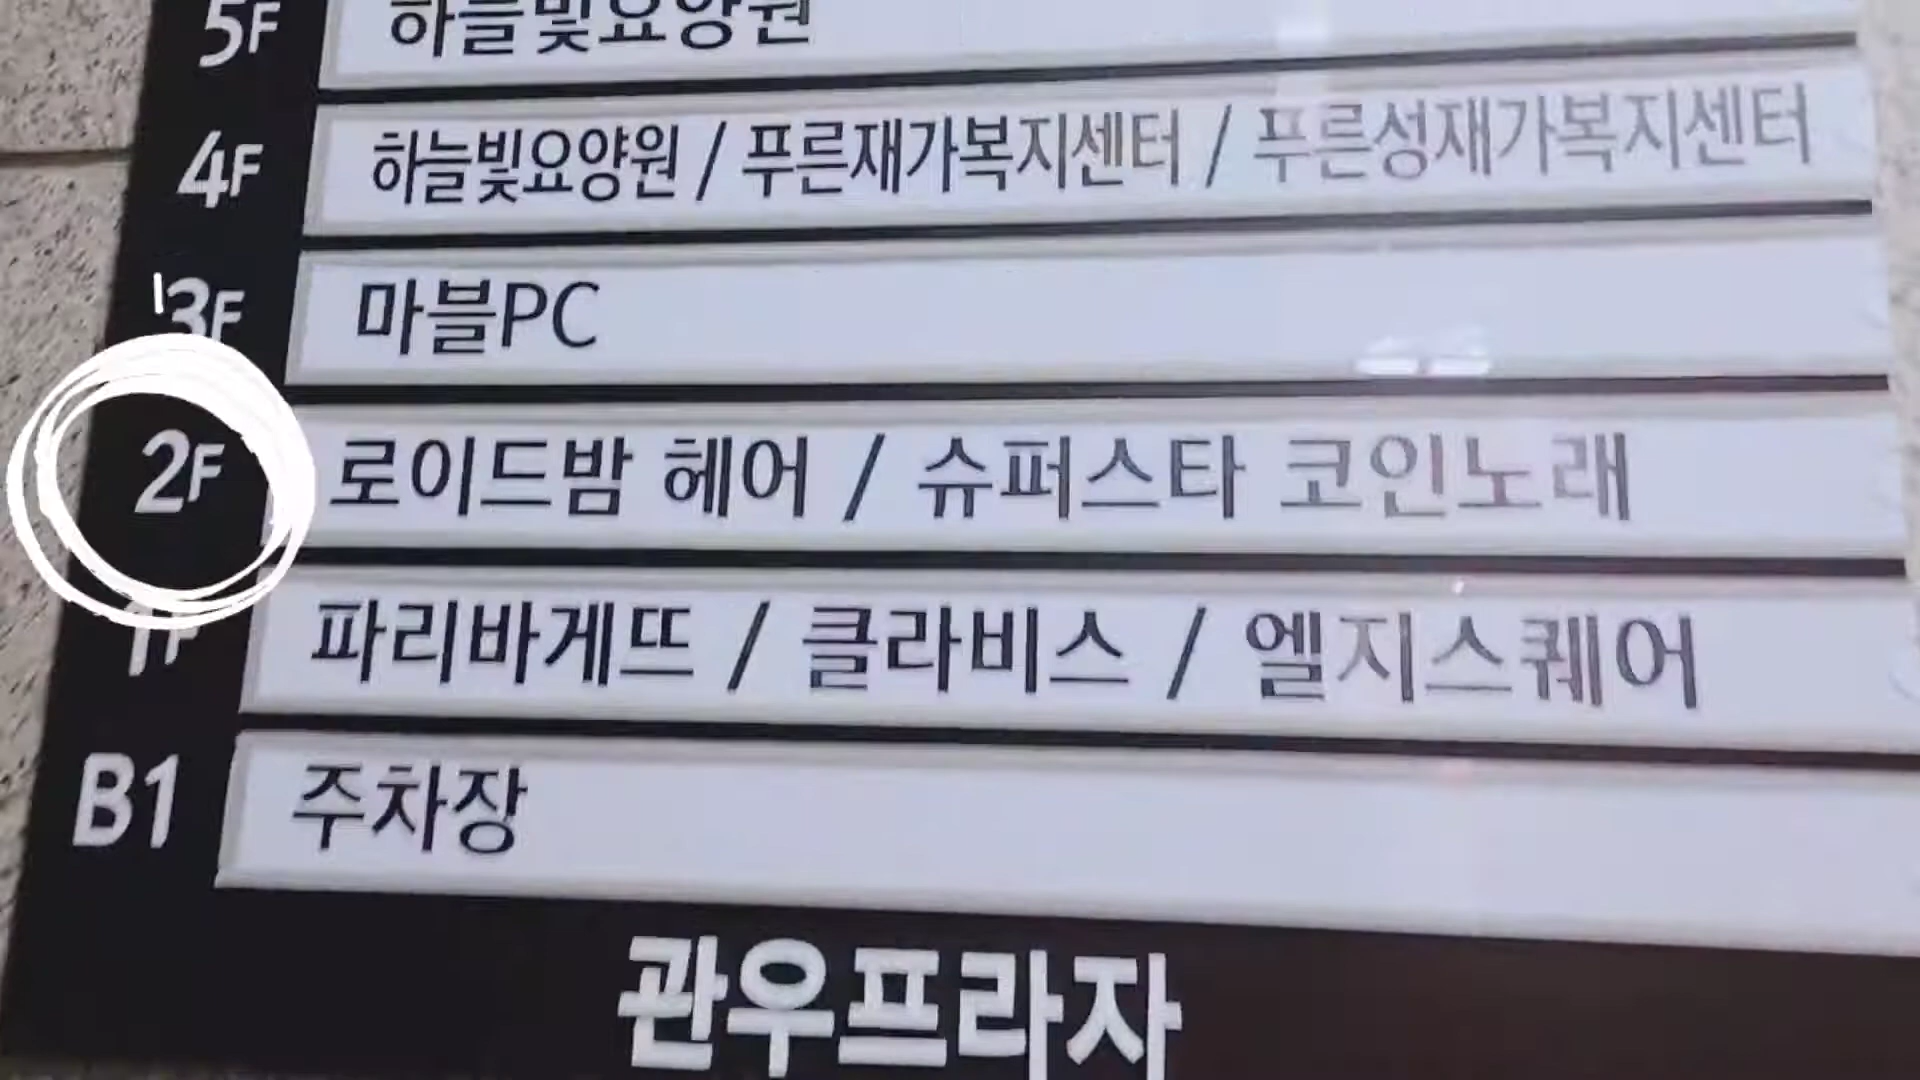 5F 하늘빛요양원
4F 하늘빛요양원 / 푸른재가복지센터 / 푸른성재가복지센터
3F 마블PC
2F 로이드밤 헤어 / 슈퍼스타 코인노래
1F 파리바게뜨 / 클라비스 / 엘지스퀘어
B1 주차장
관우프라자